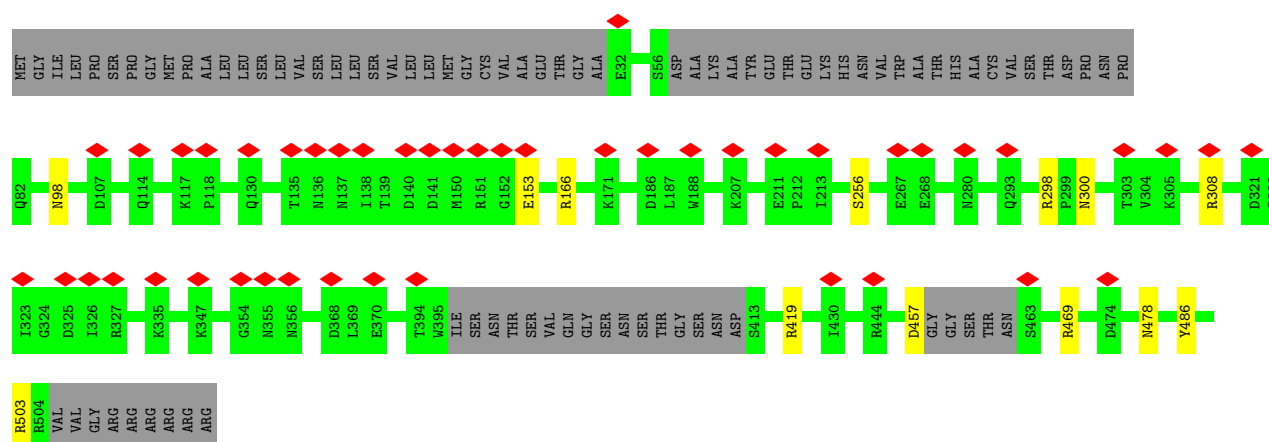 MET GLY ILE LEU PRO SER PRO GLY MET PRO ALA LEU LEU SER LEU VAL SER LEU LEU SER VAL LEU LEU MET GLY CYS VAL ALA GLU THR GLY ALA E32 S56 ASP ALA LYS ALA TYR GLU THR GLU LYS HIS ASN VAL TRP ALA THR HIS ALA CYS VAL SER THR ASP PRO ASN PRO
Q82 N98 D107 Q114 K117 P118 Q130 T135 N136 N137 I138 T139 D140 D141 M150 R151 G152 E153 R166 K171 D186 L187 W188 K207 E211 P212 I213 S256 E267 E268 N280 Q293 R298 P299 N300 T303 V304 K305 R308 D321
I323 G324 D325 I326 R327 K335 K347 G354 N355 N356 D368 L369 E370 T394 W395 ILE SER ASN THR SER VAL GLN GLY SER ASN SER THR GLY SER ASN ASP S413 R419 I430 R444 D457 GLY GLY SER THR ASN S463 R469 D474 N478 Y486
R503 R504 VAL VAL GLY ARG ARG ARG ARG ARG ARG